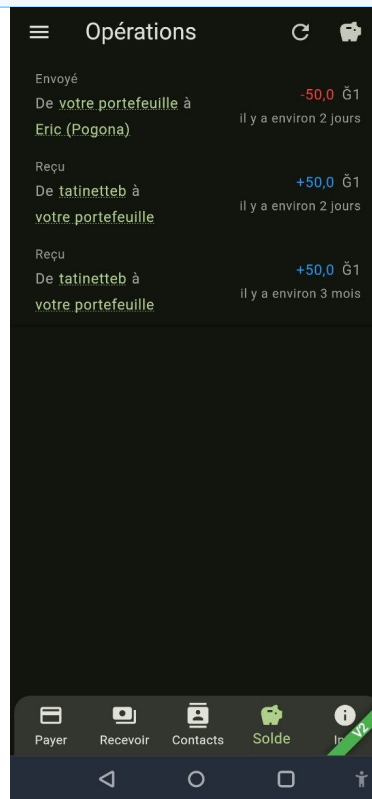 Opérations
Envoyé
De votre portefeuille à
Eric (Pogona)
-50,0 Ğ1
il y a environ 2 jours
Reçu
De tatinetteb à
votre portefeuille
+50,0 Ğ1
il y a environ 2 jours
Reçu
De tatinetteb à
votre portefeuille
+50,0 Ğ1
il y a environ 3 mois
Payer
Recevoir
Contacts
Solde
V2